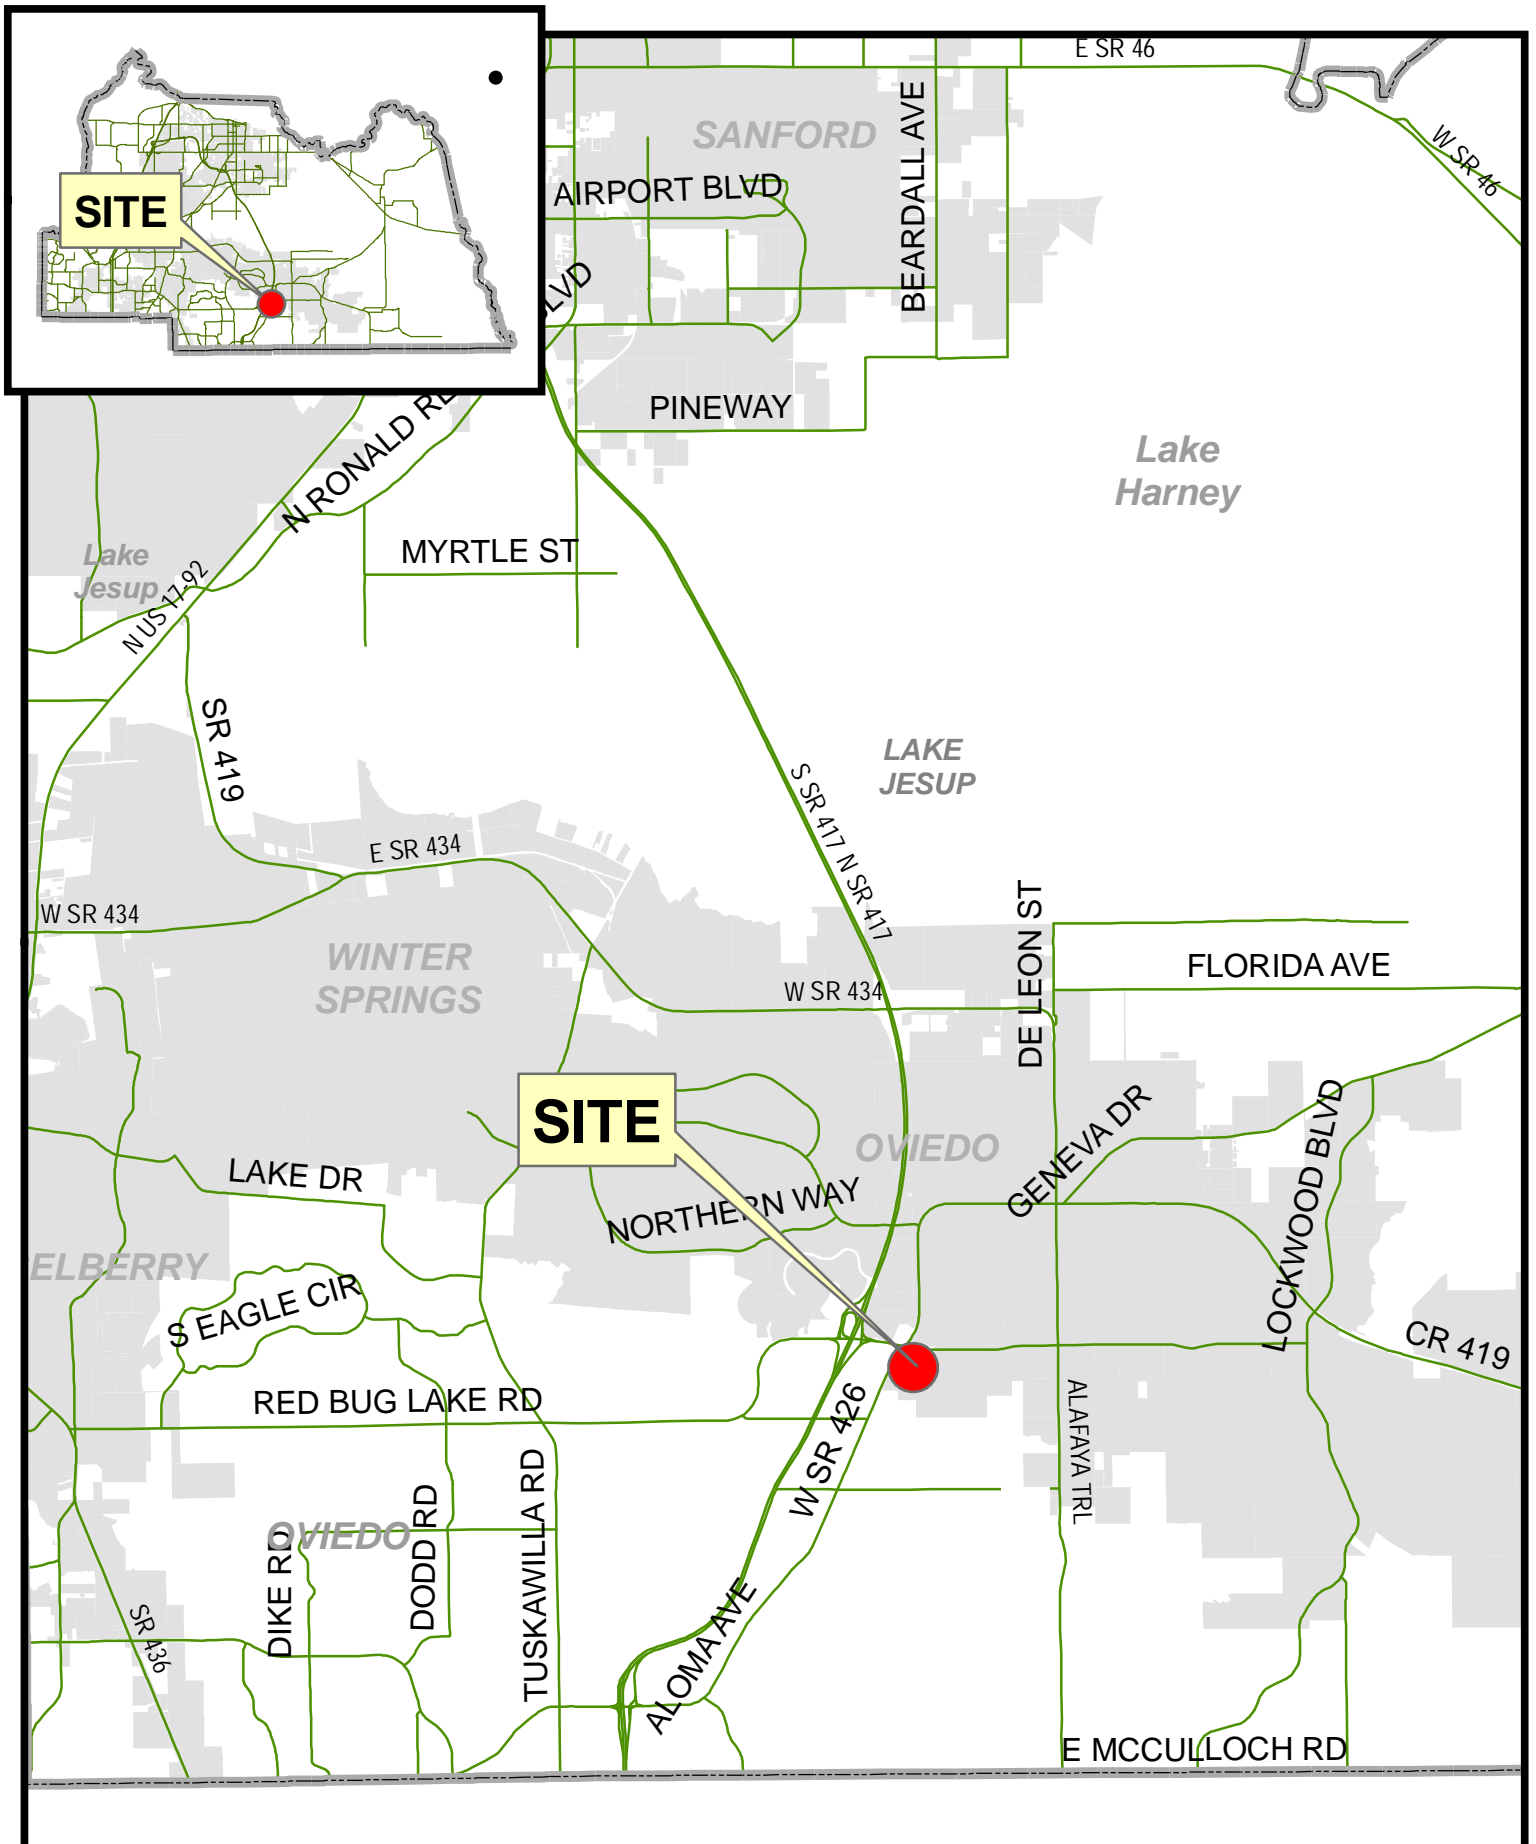 E SR 46
SANFORD
BEARDALL AVE
W SR 46
AIRPORT BLVD
SITE
LVD
PINEWAY
N RONALD RE
Lake
Harney
MYRTLE ST
Lake
Jesup
N US 17-92
SR 419
LAKE
JESUP
S SR 417 N SR 417
E SR 434
W SR 434
DE LEON ST
WINTER
SPRINGS
FLORIDA AVE
W SR 434
SITE
OVIEDO
GENEVA DR
LOCKWOOD BLVD
LAKE DR
NORTHERN WAY
ELBERRY
S EAGLE CIR
CR 419
RED BUG LAKE RD
W SR 426
ALAFAYA TRL
TUSKAWILLA RD
DODD RD
OVIEDO
DIKE RD
SR 436
ALOMA AVE
E MCCULLOCH RD